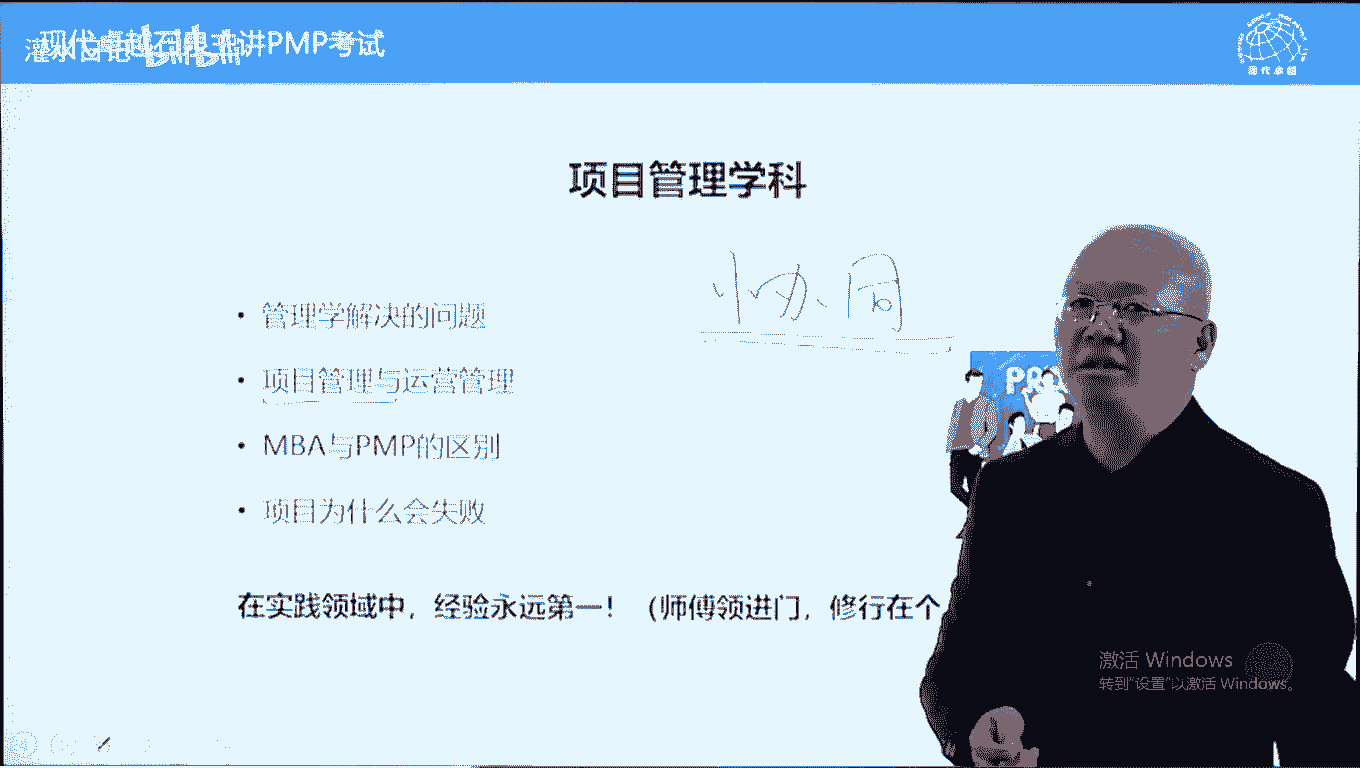 讲PMP考试
现代卓越
项目管理学科
协同
• 管理学解决的问题
• 项目管理与运营管理
• MBA与PMP的区别
• 项目为什么会失败
在实践领域中，经验永远第一！（师傅领进门，修行在个
激活 Windows
转到"设置"以激活 Windows。